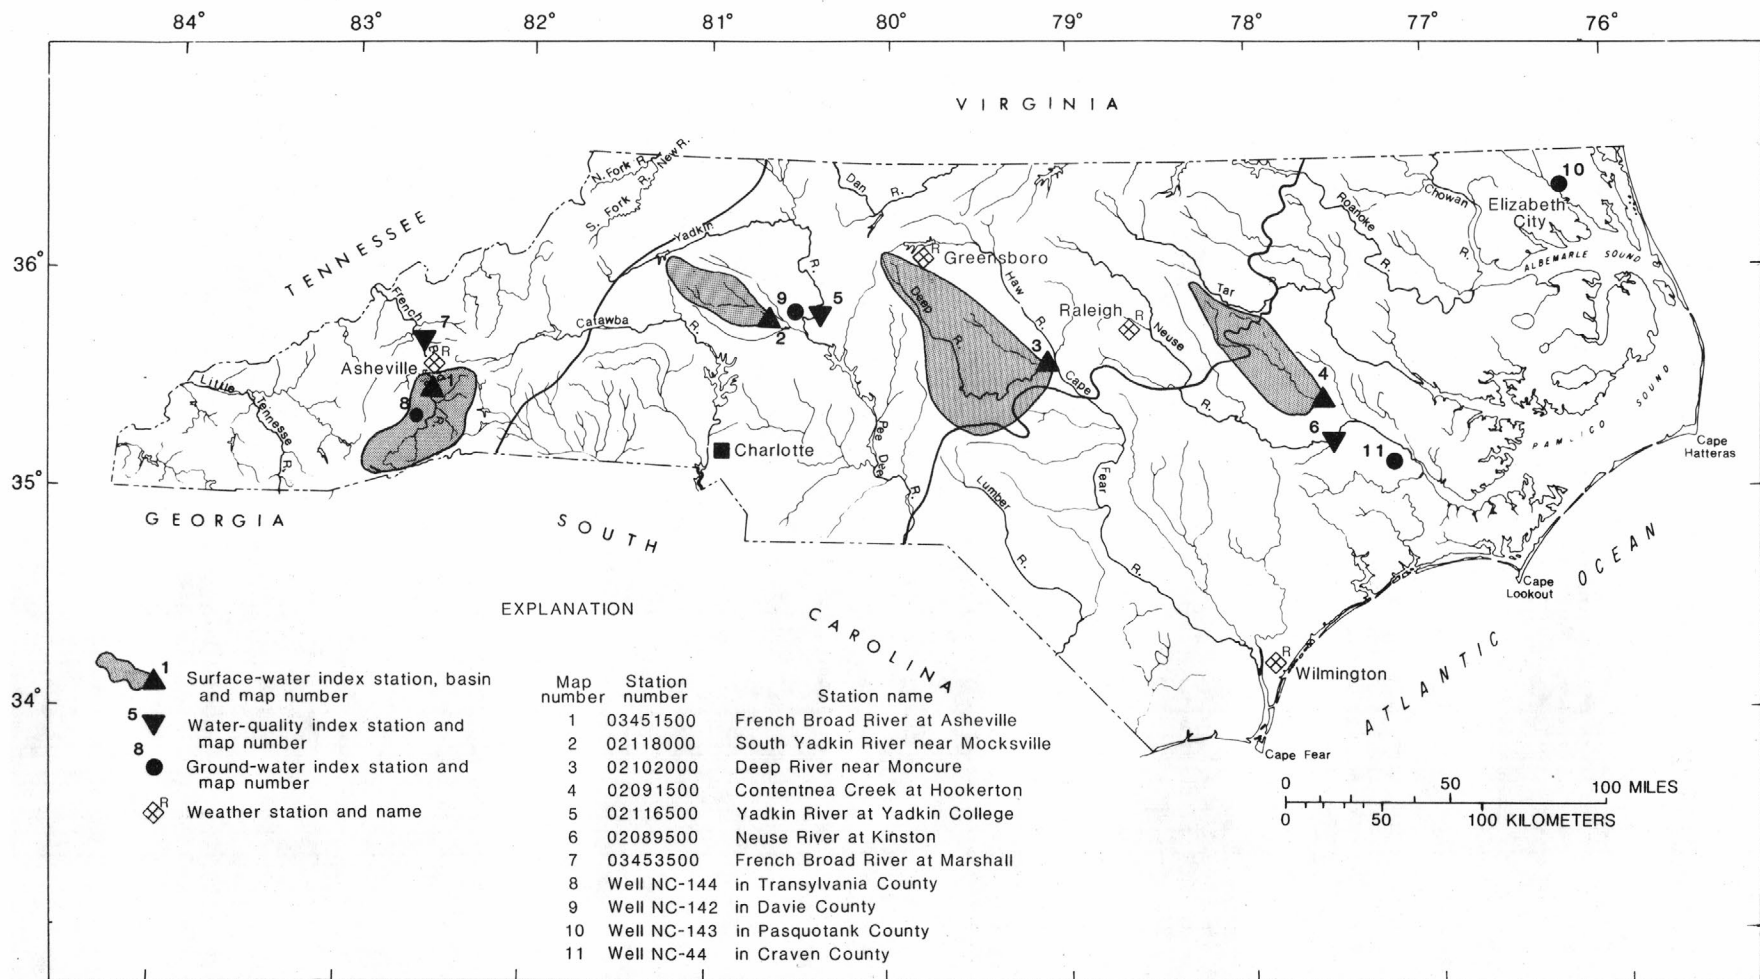 84° 83° 82° 81° 80° 79° 78° 77° 76°
VIRGINIA
N. Fork R.
New R.
S. Fork R.
Dan R.
Chowan R.
Roanoke R.
10
Elizabeth
City
TENNESSEE
Yadkin R.
36°
R
Greensboro
ALBEMARLE SOUND
French
7
9
5
Deep R.
Haw R.
Raleigh R
Tar
Neuse R.
Catawba R.
2
R
Asheville
1
3
Cape Fear R.
4
SOUND
Little
Tennessee
R.
8
B
R
6
PAMLICO
11
Cape
Hatteras
Charlotte
Pee Dee R.
35°
Lumber R.
GEORGIA
SOUTH
OCEAN
Cape
Lookout
EXPLANATION
CAROLINA
ATLANTIC
34°
R
Wilmington
Cape Fear
1 Surface-water index station, basin
and map number
5 Water-quality index station and
map number
8 Ground-water index station and
map number
R Weather station and name
Map Station
number number Station name
1 03451500 French Broad River at Asheville
2 02118000 South Yadkin River near Mocksville
3 02102000 Deep River near Moncure
4 02091500 Contentnea Creek at Hookerton
5 02116500 Yadkin River at Yadkin College
6 02089500 Neuse River at Kinston
7 03453500 French Broad River at Marshall
8 Well NC-144 in Transylvania County
9 Well NC-142 in Davie County
10 Well NC-143 in Pasquotank County
11 Well NC-44 in Craven County
0 50 100 MILES
0 50 100 KILOMETERS